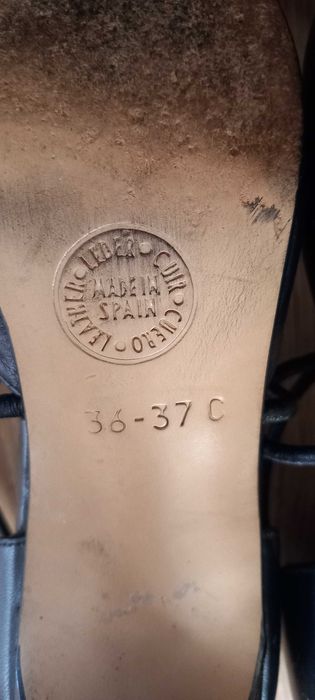 LEDER • CUIR • CUERO • LEATHER •
MADE IN
SPAIN
36-37 C